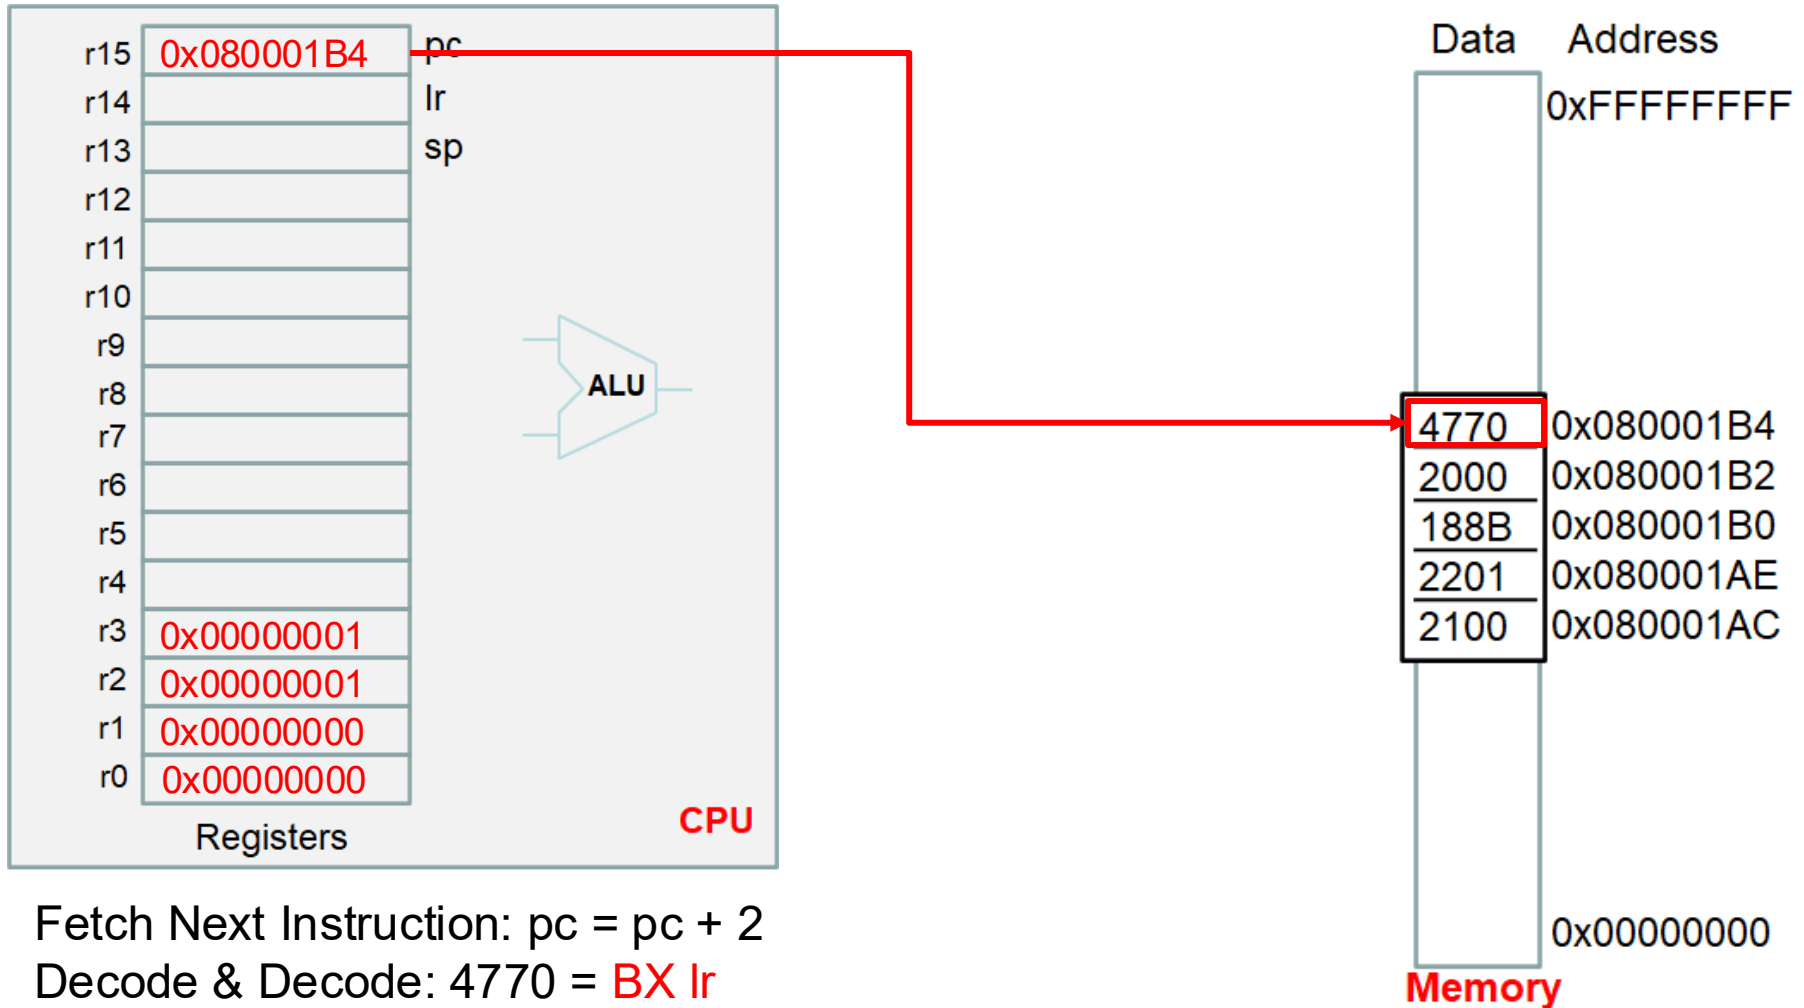 r15 0x080001B4 pc
r14 lr
r13 sp
r12
r11
r10
r9
r8
r7
r6
r5
r4
r3 0x00000001
r2 0x00000001
r1 0x00000000
r0 0x00000000
Registers
ALU
CPU
Data Address
0xFFFFFFFF
4770 0x080001B4
2000 0x080001B2
188B 0x080001B0
2201 0x080001AE
2100 0x080001AC
0x00000000
Memory
Fetch Next Instruction: pc = pc + 2
Decode & Decode: 4770 = BX lr